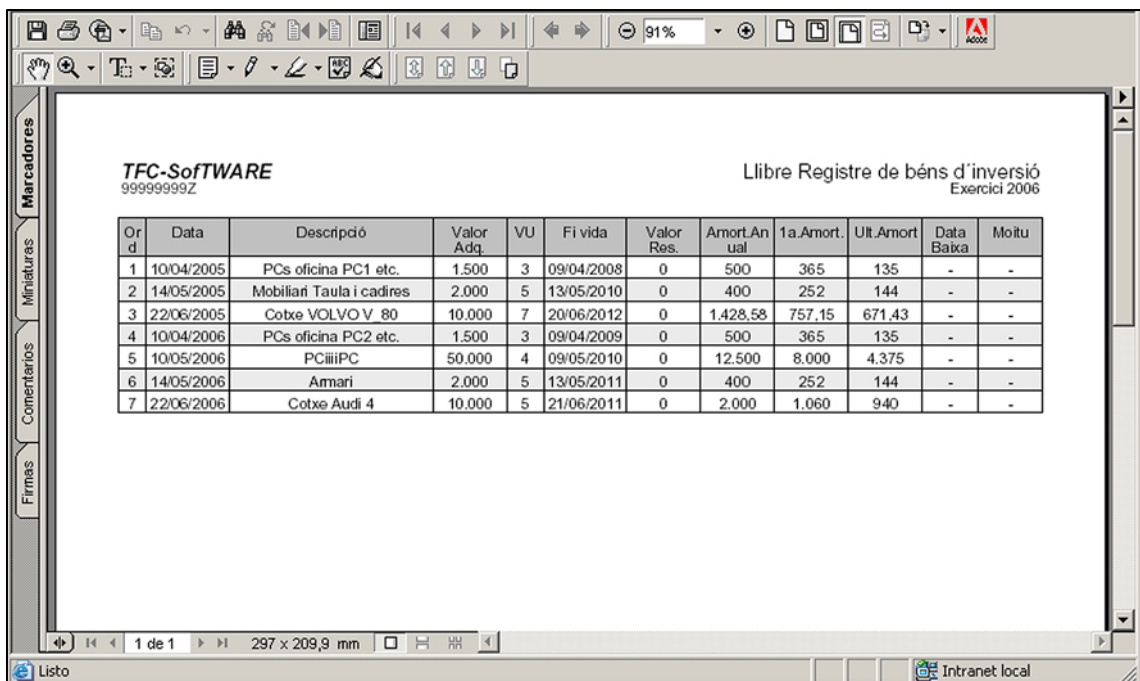 91%
Adobe
Marcadores
Miniaturas
Comentarios
Firmas
TFC-SofTWARE
99999999Z
Llibre Registre de béns d´inversió
Exercici 2006
Ord Data Descripció Valor Adq. VU Fi vida Valor Res. Amort.Anual 1a.Amort. Ult.Amort Data Baixa Moitu
1 10/04/2005 PCs oficina PC1 etc. 1.500 3 09/04/2008 0 500 365 135 - -
2 14/05/2005 Mobiliari Taula i cadires 2.000 5 13/05/2010 0 400 252 144 - -
3 22/06/2005 Cotxe VOLVO V_80 10.000 7 20/06/2012 0 1.428,58 757,15 671,43 - -
4 10/04/2006 PCs oficina PC2 etc. 1.500 3 09/04/2009 0 500 365 135 - -
5 10/05/2006 PCiiiiPC 50.000 4 09/05/2010 0 12.500 8.000 4.375 - -
6 14/05/2006 Armari 2.000 5 13/05/2011 0 400 252 144 - -
7 22/06/2006 Cotxe Audi 4 10.000 5 21/06/2011 0 2.000 1.060 940 - -
1 de 1 297 x 209,9 mm
Listo Intranet local